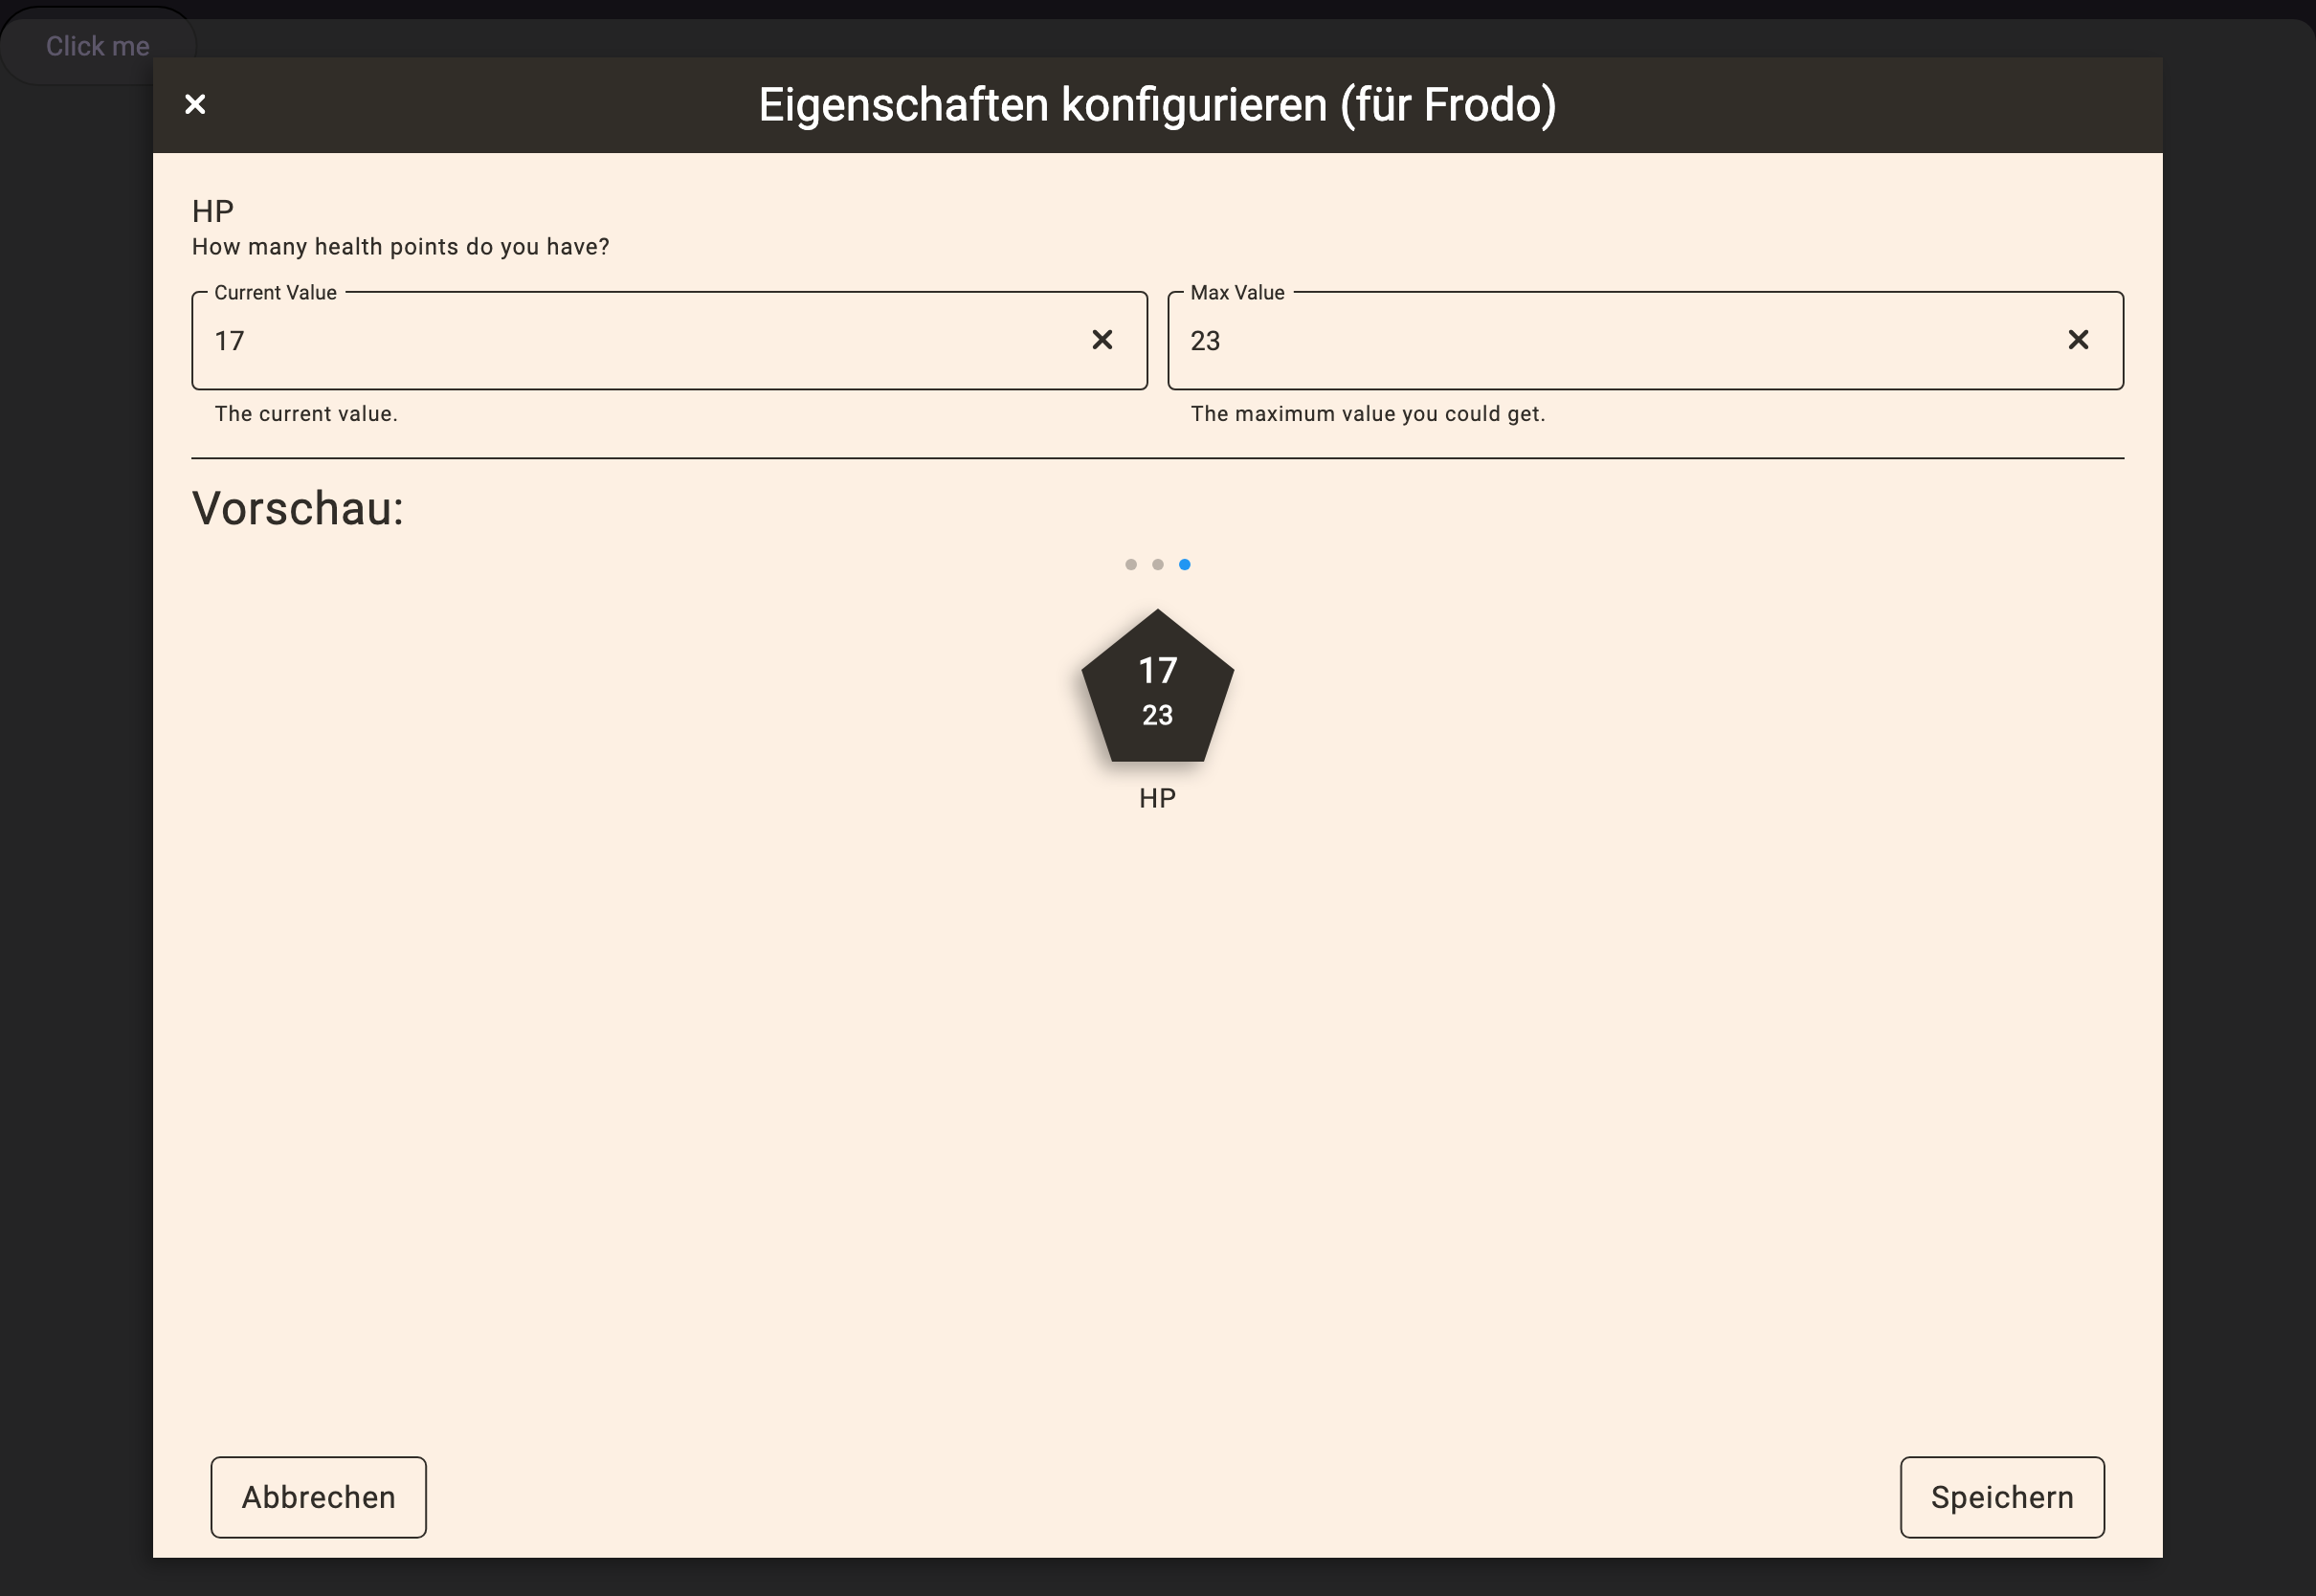 Click me
Eigenschaften konfigurieren (für Frodo)
HP
How many health points do you have?
Current Value
17
The current value.
Max Value
23
The maximum value you could get.
Vorschau:
17
23
HP
Abbrechen
Speichern